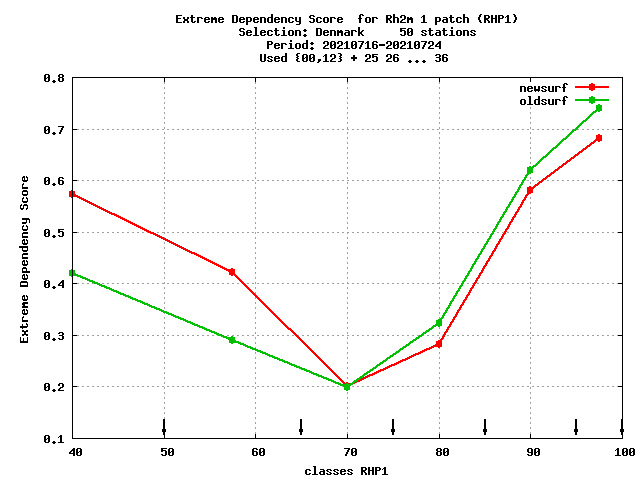 Extreme Dependency Score  for Rh2m 1 patch (RHP1)
Selection: Denmark     50 stations
Period: 20210716-20210724
Used {00,12} + 25 26 ... 36
newsurf
oldsurf
0.8
0.7
0.6
0.5
0.4
0.3
0.2
0.1
Extreme Dependency Score
40 50 60 70 80 90 100
classes RHP1